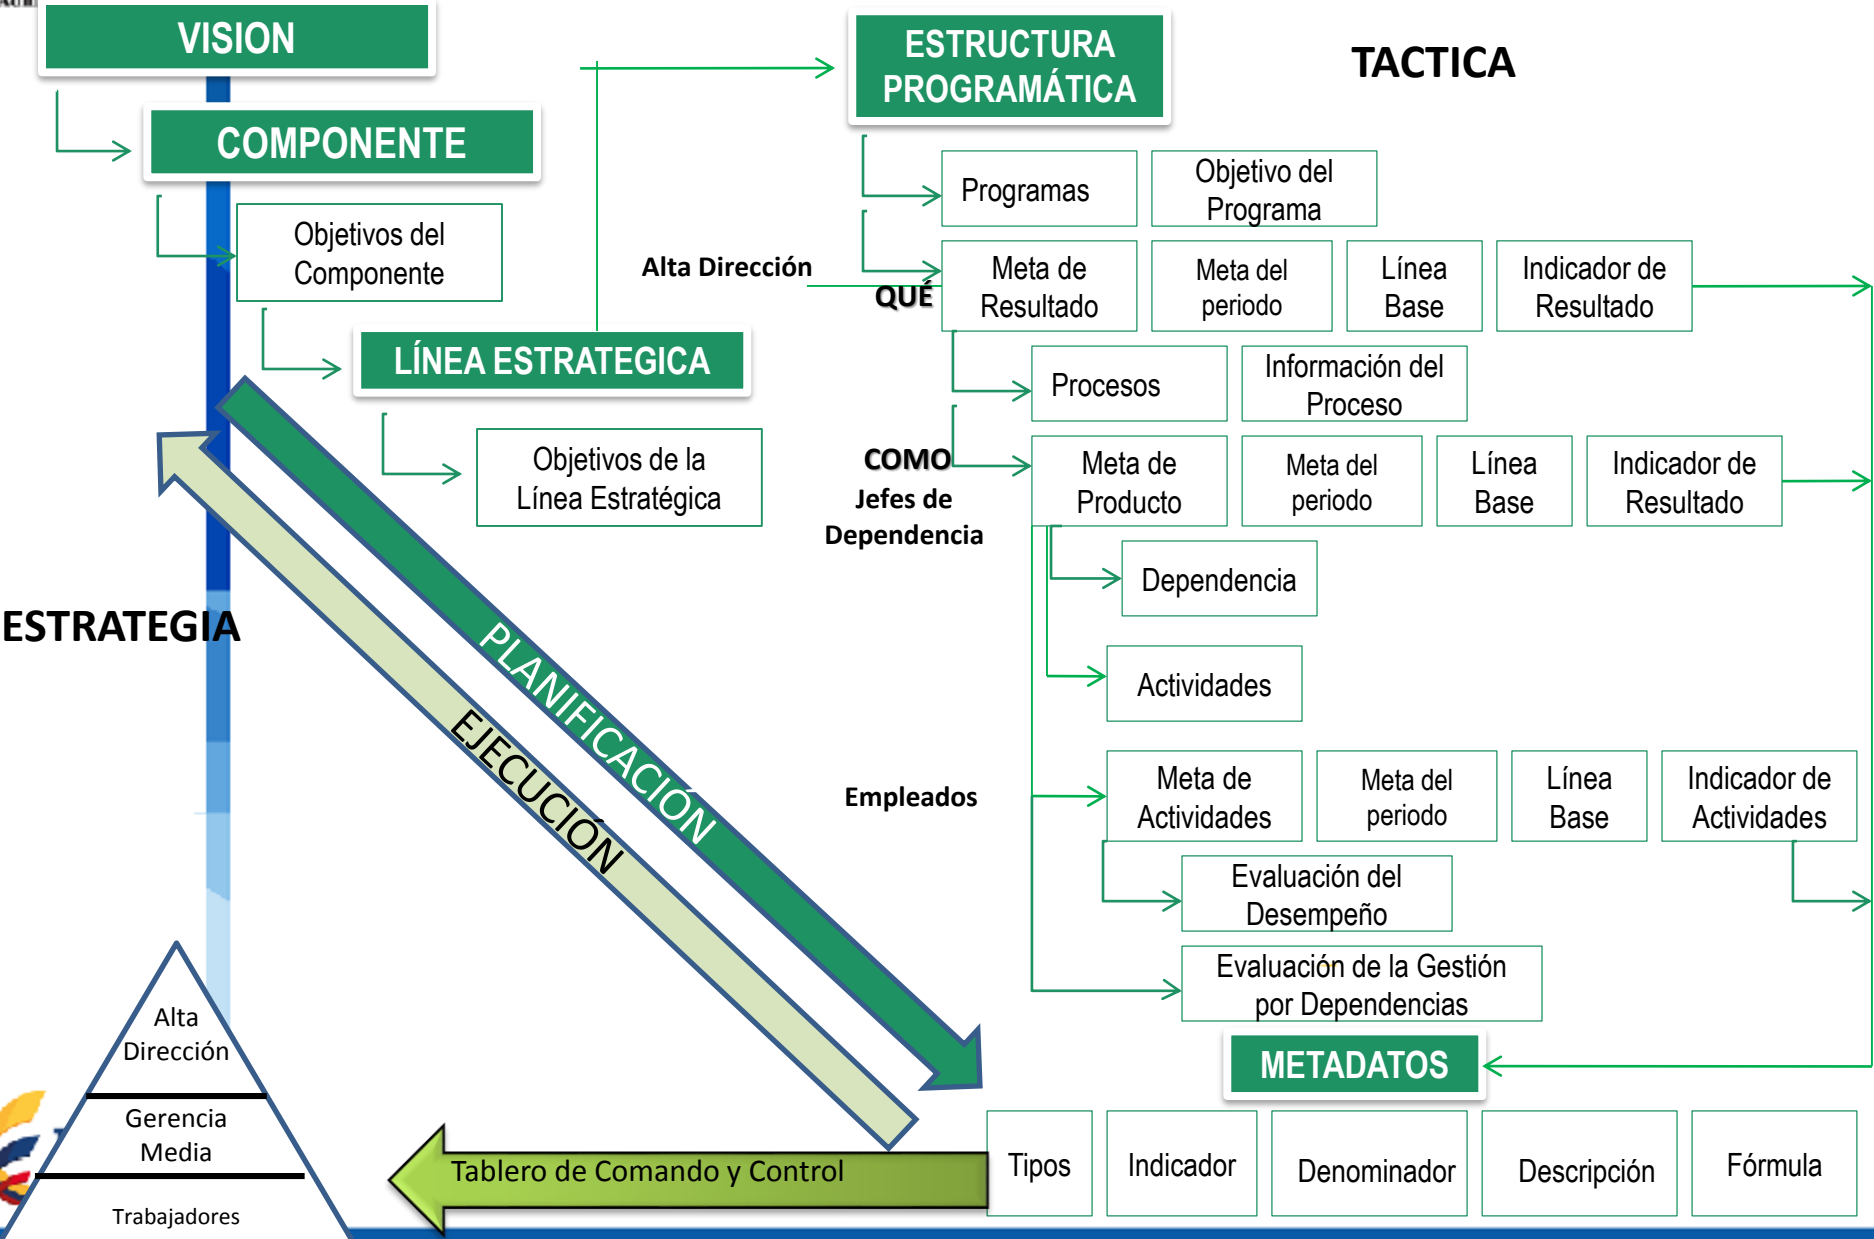 VISION
COMPONENTE
Objetivos del
Componente
LÍNEA ESTRATEGICA
Objetivos de la
Línea Estratégica
ESTRATEGIA
PLANIFICACIÓN
EJECUCIÓN
Alta
Dirección
Gerencia
Media
Trabajadores
Tablero de Comando y Control
TACTICA
ESTRUCTURA
PROGRAMÁTICA
Programas
Objetivo del
Programa
Alta Dirección
QUÉ
Meta de
Resultado
Meta del
periodo
Línea
Base
Indicador de
Resultado
Procesos
Información del
Proceso
COMO
Jefes de
Dependencia
Meta de
Producto
Meta del
periodo
Línea
Base
Indicador de
Resultado
Dependencia
Actividades
Empleados
Meta de
Actividades
Meta del
periodo
Línea
Base
Indicador de
Actividades
Evaluación del
Desempeño
Evaluación de la Gestión
por Dependencias
METADATOS
Tipos
Indicador
Denominador
Descripción
Fórmula